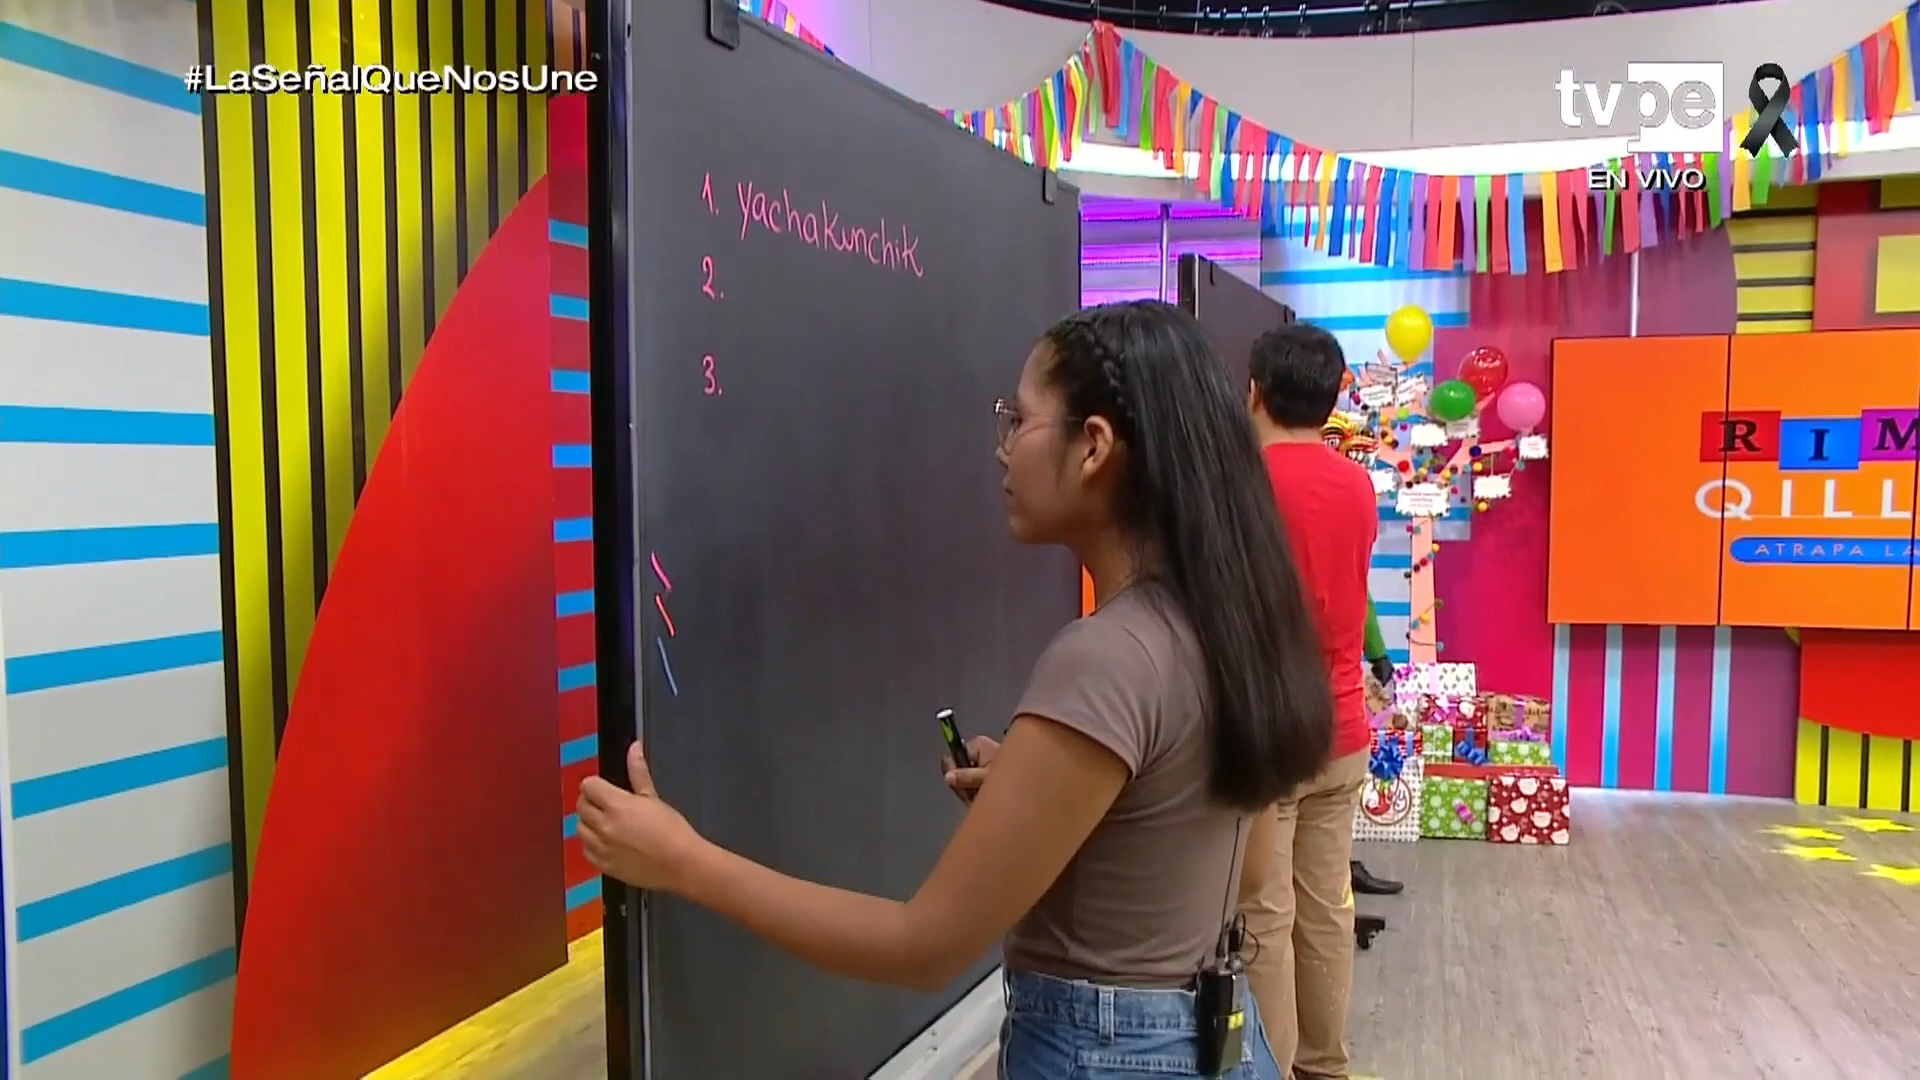 #LaSeñalQueNosUne
tvpe
EN VIVO
1. yachakunchik
2.
3.
RIM
QILL
ATRAPA LA